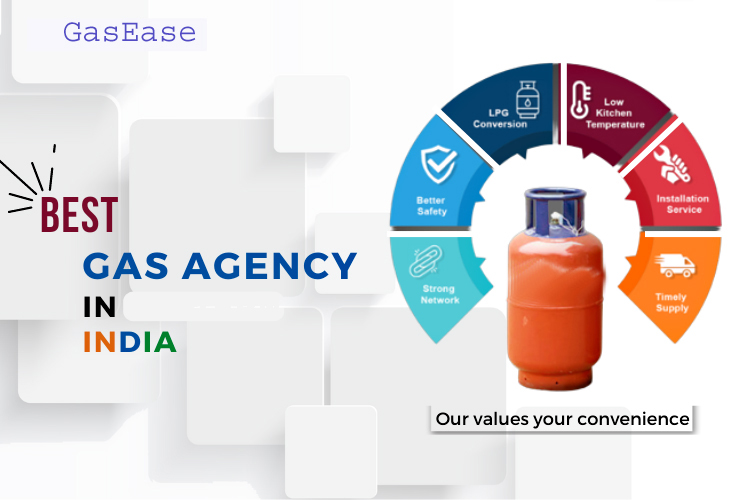 GasEase
BEST
GAS AGENCY
IN
INDIA
LPG
Conversion
Low
Kitchen
Temperature
Better
Safety
Installation
Service
Strong
Network
Timely
Supply
Our values your convenience